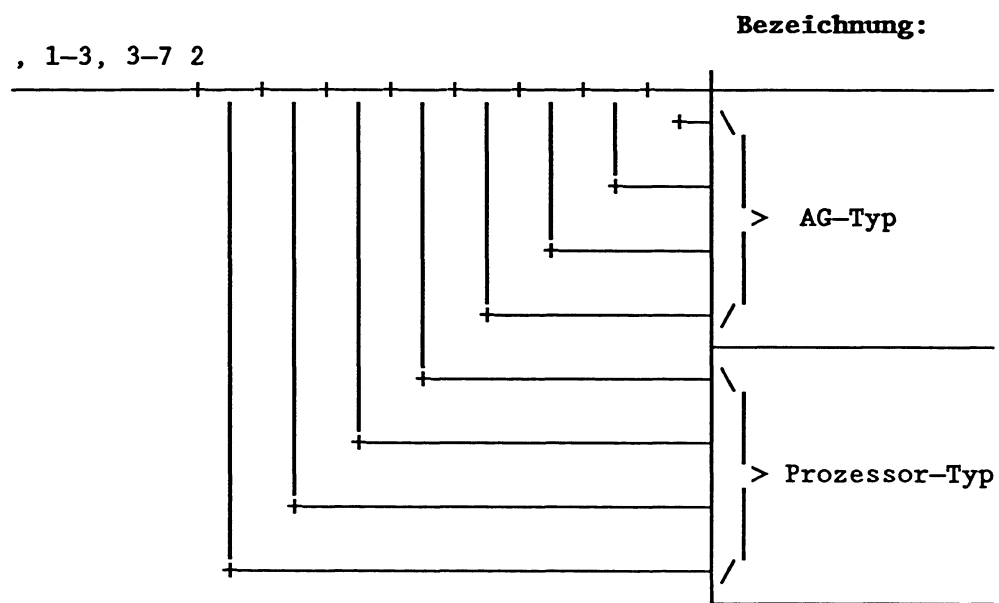 Bezeichnung:
, 1–3, 3–7 2
> AG–Typ
> Prozessor–Typ